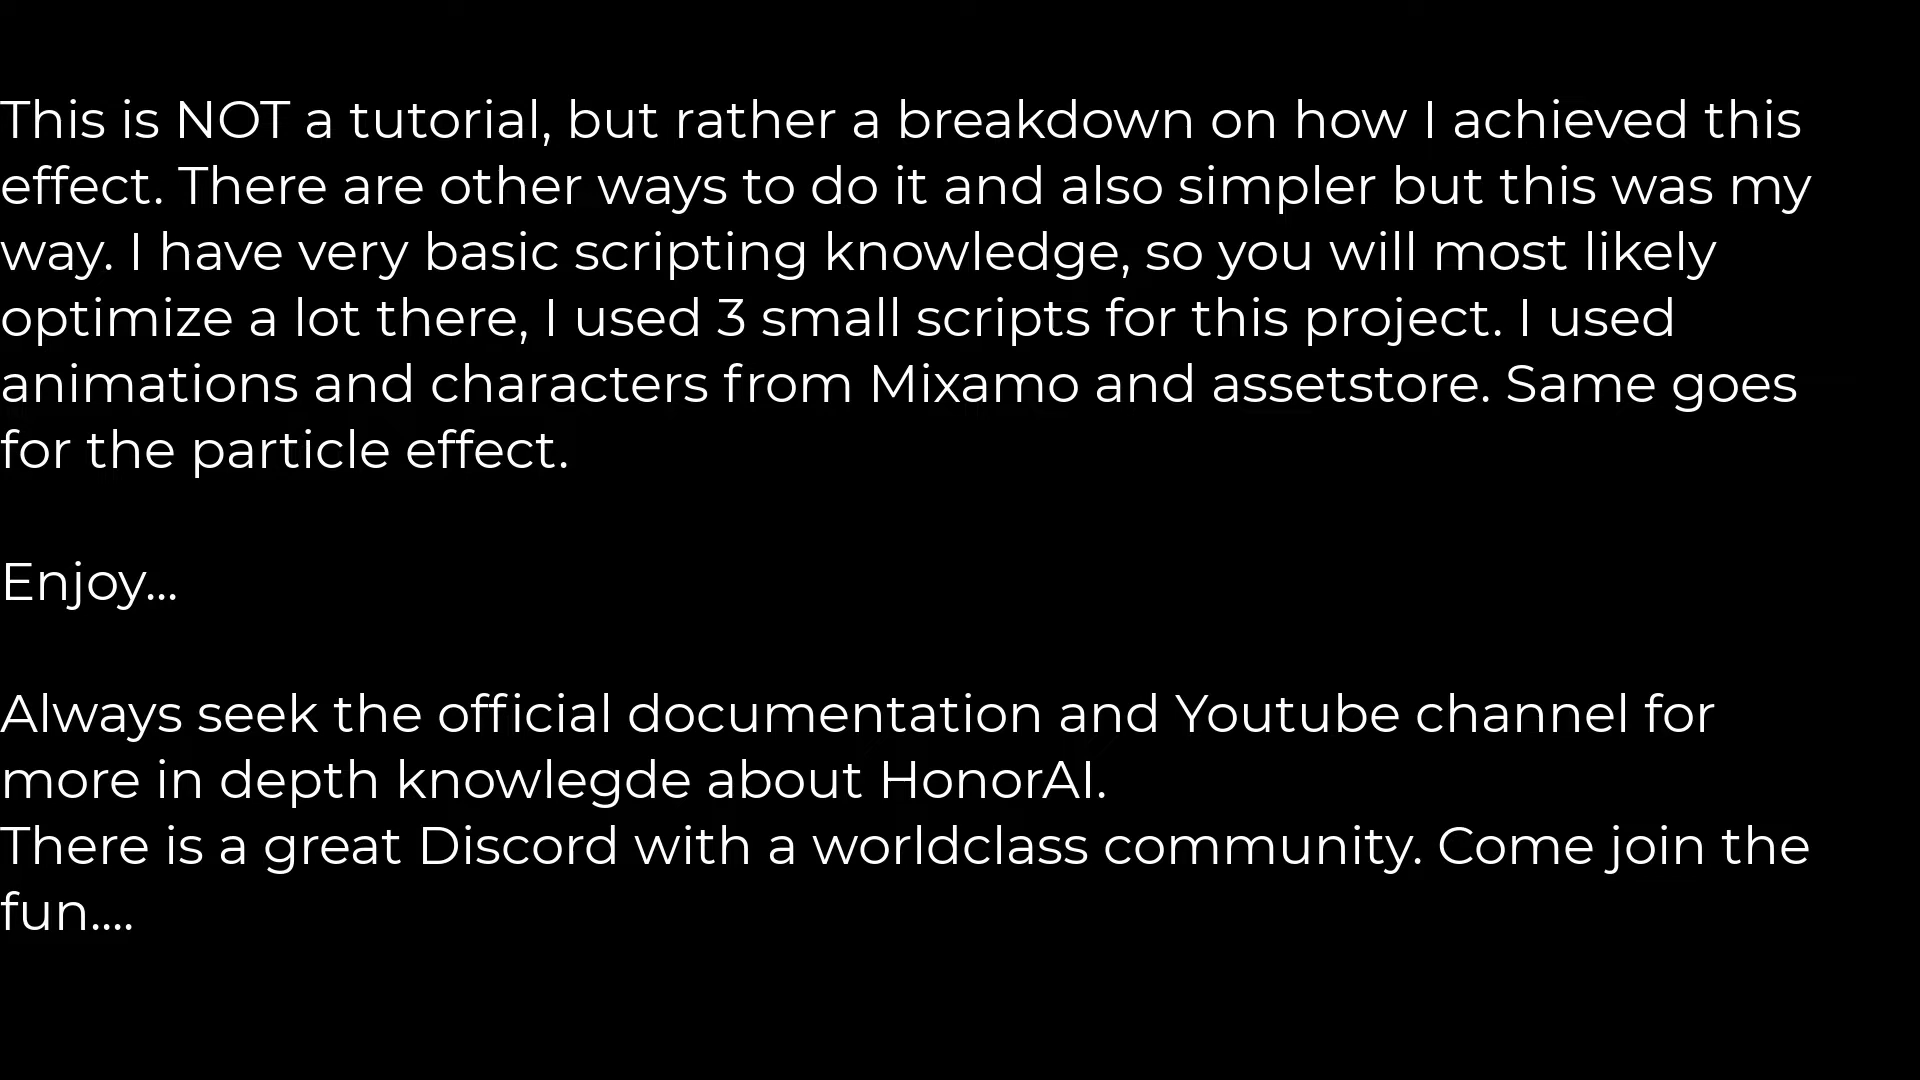 This is NOT a tutorial, but rather a breakdown on how I achieved this
effect. There are other ways to do it and also simpler but this was my
way. I have very basic scripting knowledge, so you will most likely
optimize a lot there, I used 3 small scripts for this project. I used
animations and characters from Mixamo and assetstore. Same goes
for the particle effect.
Enjoy...
Always seek the official documentation and Youtube channel for
more in depth knowlegde about HonorAI.
There is a great Discord with a worldclass community. Come join the
fun....